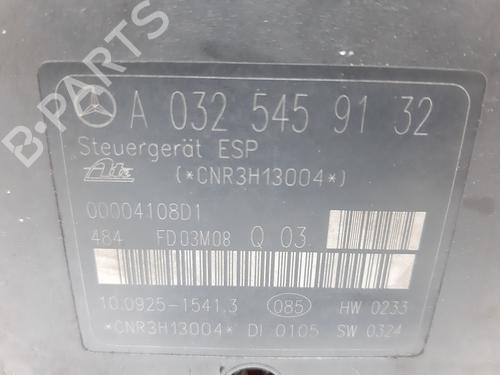 B-PARTS
A 032 545 91 32
Steuergerät ESP
Ate (*CNR3H13004*)
00004108D1
484 FD03M08 Q 03
10.0925-1541.3 085 HW 0233
*CNR3H13004* DI 0105 SW 0324